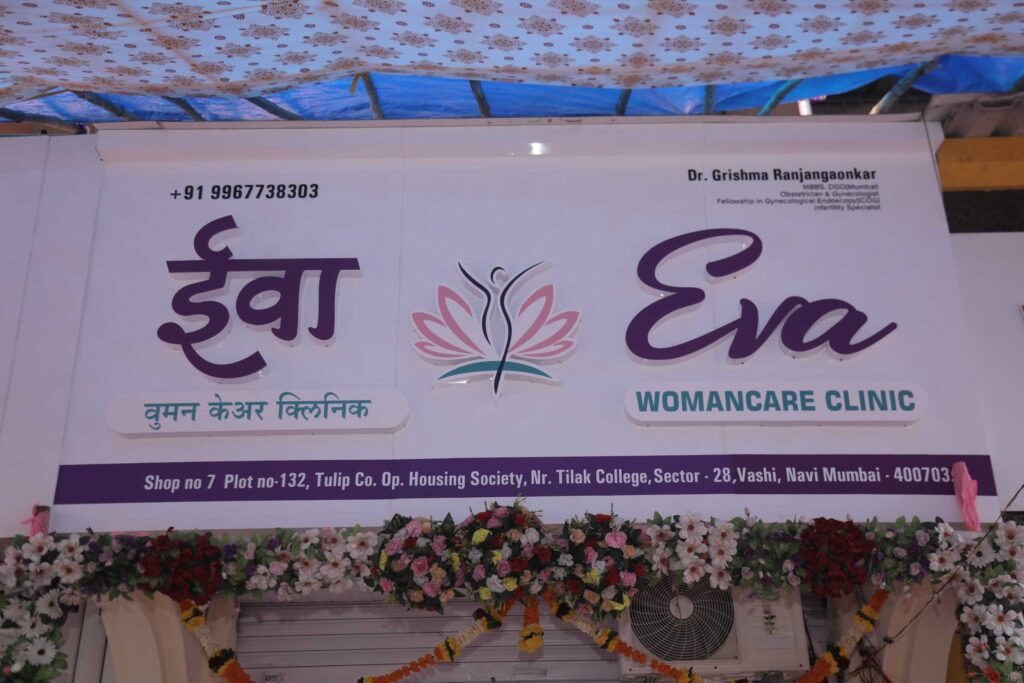 +91 9967738303
Dr. Grishma Ranjangaonkar
MBBS, DGO(Mumbai)
Obstetrician & Gynecologist
Fellowship in Gynecological Endoscopy(ICOG)
infertility Specialist
ईवा
Eva
वुमन केअर क्लिनिक
WOMANCARE CLINIC
Shop no 7 Plot no-132, Tulip Co. Op. Housing Society, Nr. Tilak College, Sector - 28,Vashi, Navi Mumbai -